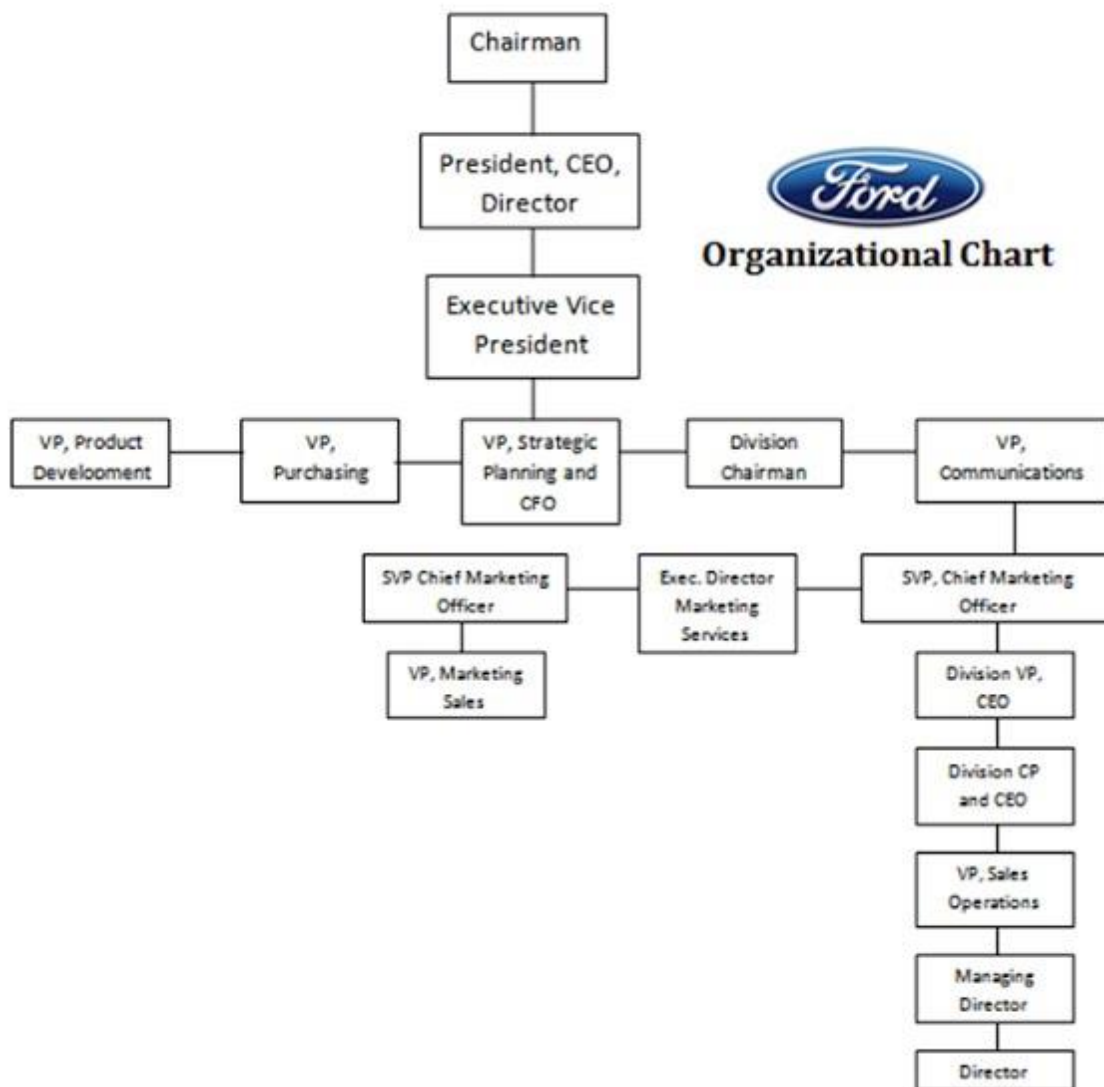 Chairman
President, CEO,
Director
Ford
Organizational Chart
Executive Vice
President
VP, Product
Develooment
VP,
Purchasing
VP, Strategic
Planning and
CFO
Division
Chairman
VP,
Communications
SVP Chief Marketing
Officer
Exec. Director
Marketing
Services
SVP, Chief Marketing
Officer
VP, Marketing
Sales
Division VP,
CEO
Division CP
and CEO
VP, Sales
Operations
Managing
Director
Director